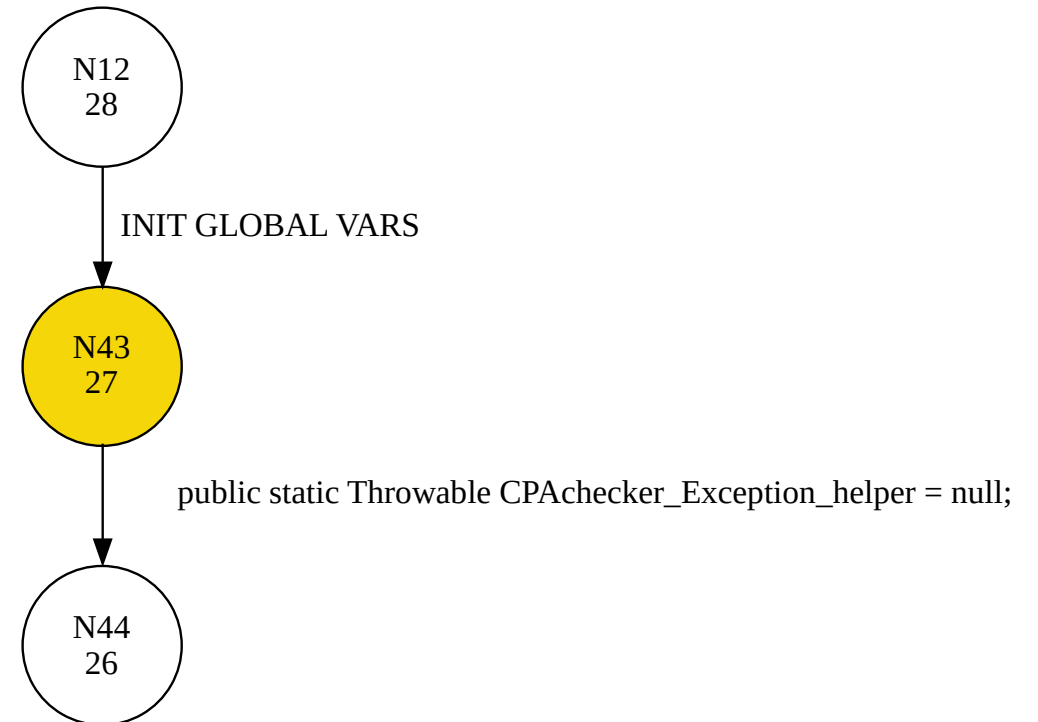 N12
28
INIT GLOBAL VARS
N43
27
public static Throwable CPAchecker_Exception_helper = null;
N44
26